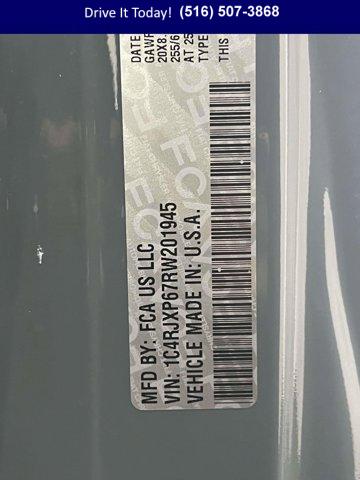 Drive It Today! (516) 507-3868
MFD BY: FCA US LLC
VIN: 1C4RJXP67RW201945
VEHICLE MADE IN: U.S.A.
DATE
GAWR
20X8.
255/6
AT 25
TYPE
THIS
FCA